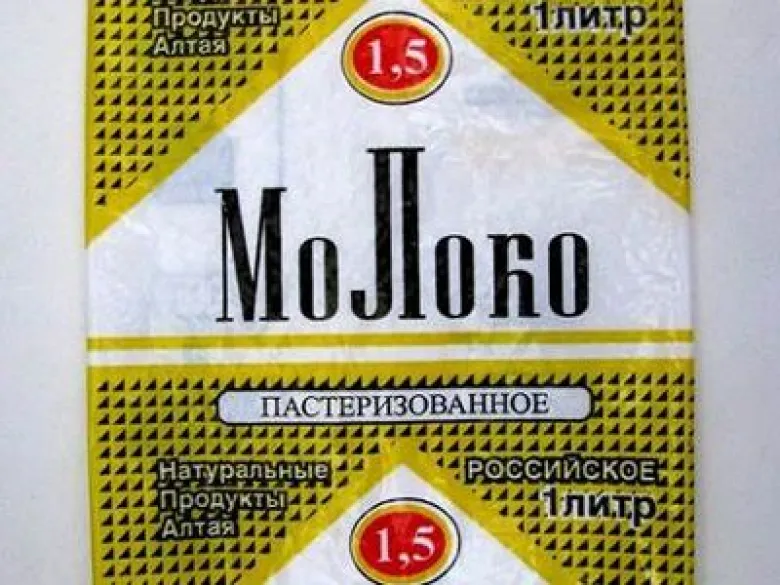 Продукты
Алтая
1литр
1,5
МоЛоко
ПАСТЕРИЗОВАННОЕ
Натуральные
Продукты
Алтая
РОССИЙСКОЕ
1литр
1,5